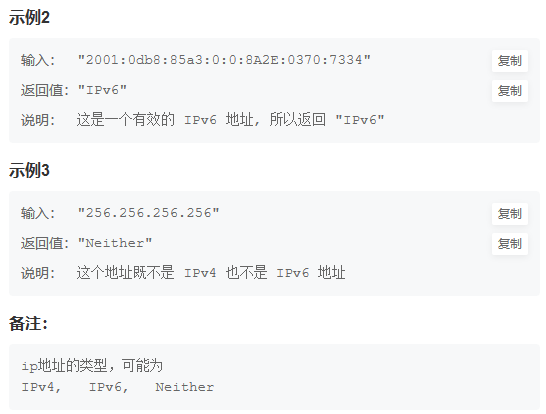 示例2
输入： "2001:0db8:85a3:0:0:8A2E:0370:7334" 复制
返回值："IPv6" 复制
说明： 这是一个有效的 IPv6 地址, 所以返回 "IPv6"
示例3
输入： "256.256.256.256" 复制
返回值："Neither" 复制
说明： 这个地址既不是 IPv4 也不是 IPv6 地址
备注：
ip地址的类型，可能为
IPv4, IPv6, Neither